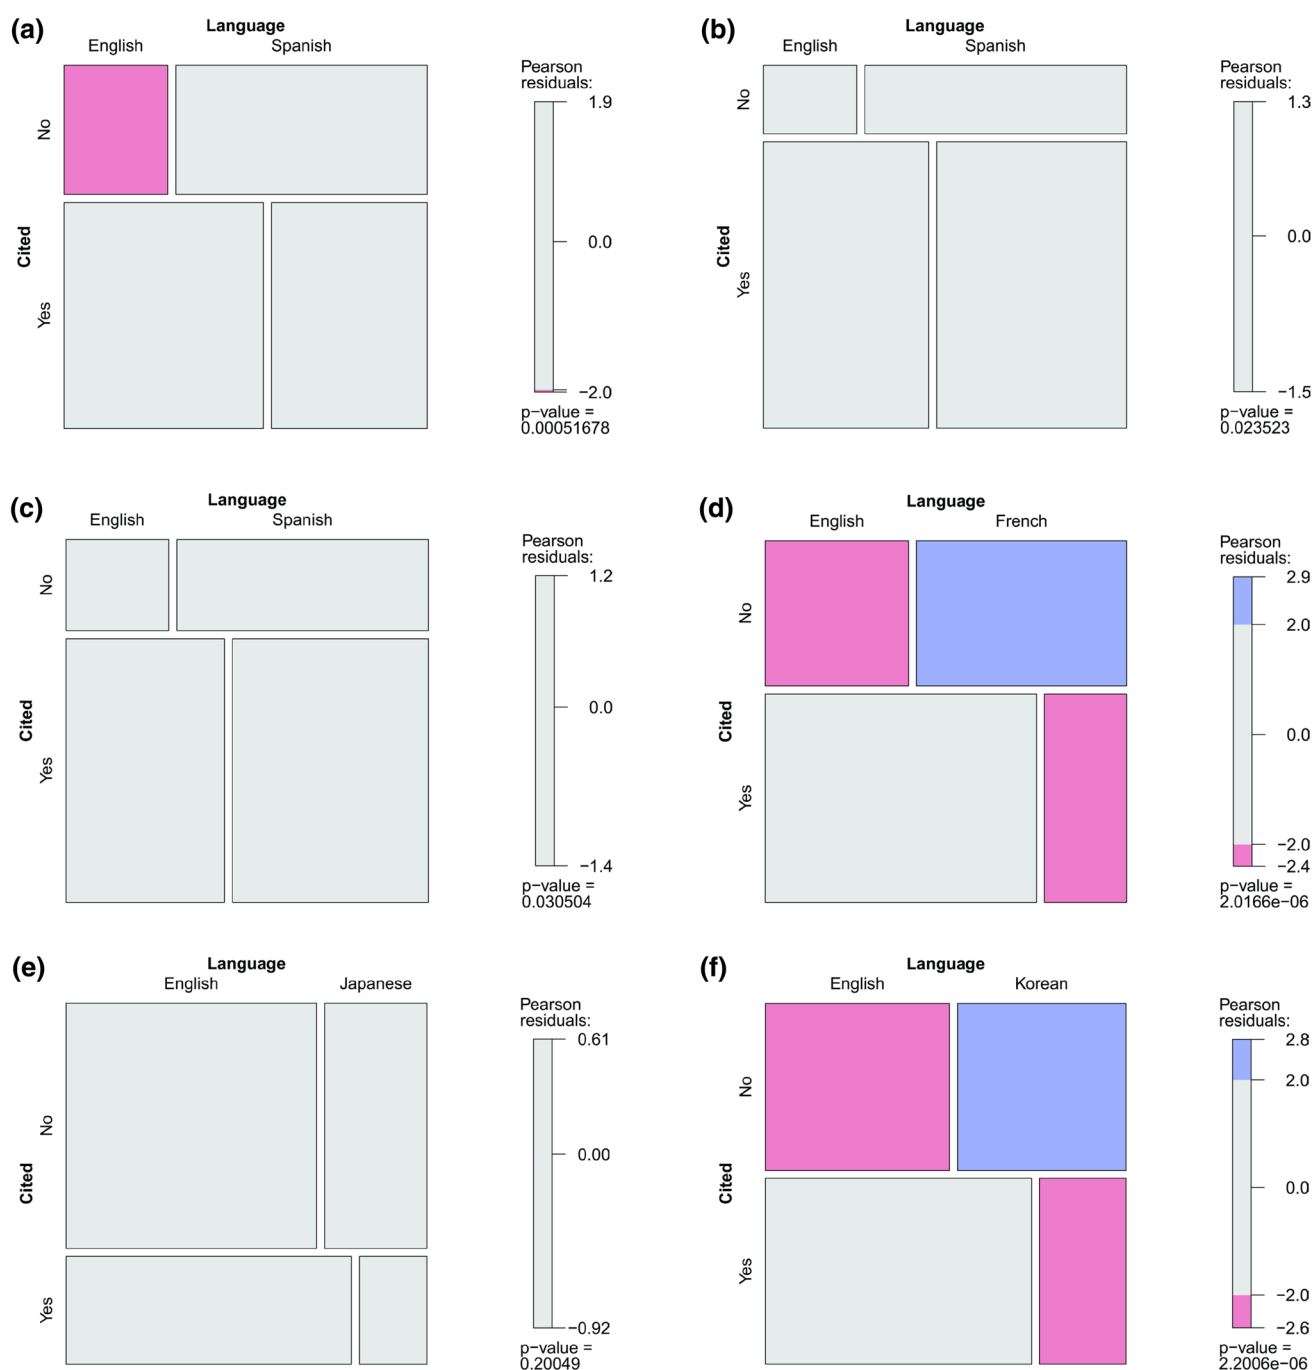 (a)
Language
English Spanish
No
Cited
Yes
Pearson
residuals:
1.9
0.0
−2.0
p−value =
0.00051678
(b)
Language
English Spanish
No
Cited
Yes
Pearson
residuals:
1.3
0.0
−1.5
p−value =
0.023523
(c)
Language
English Spanish
No
Cited
Yes
Pearson
residuals:
1.2
0.0
−1.4
p−value =
0.030504
(d)
Language
English French
No
Cited
Yes
Pearson
residuals:
2.9
2.0
0.0
−2.0
−2.4
p−value =
2.0166e−06
(e)
Language
English Japanese
No
Cited
Yes
Pearson
residuals:
0.61
0.00
−0.92
p−value =
0.20049
(f)
Language
English Korean
No
Cited
Yes
Pearson
residuals:
2.8
2.0
0.0
−2.0
−2.6
p−value =
2.2006e−06